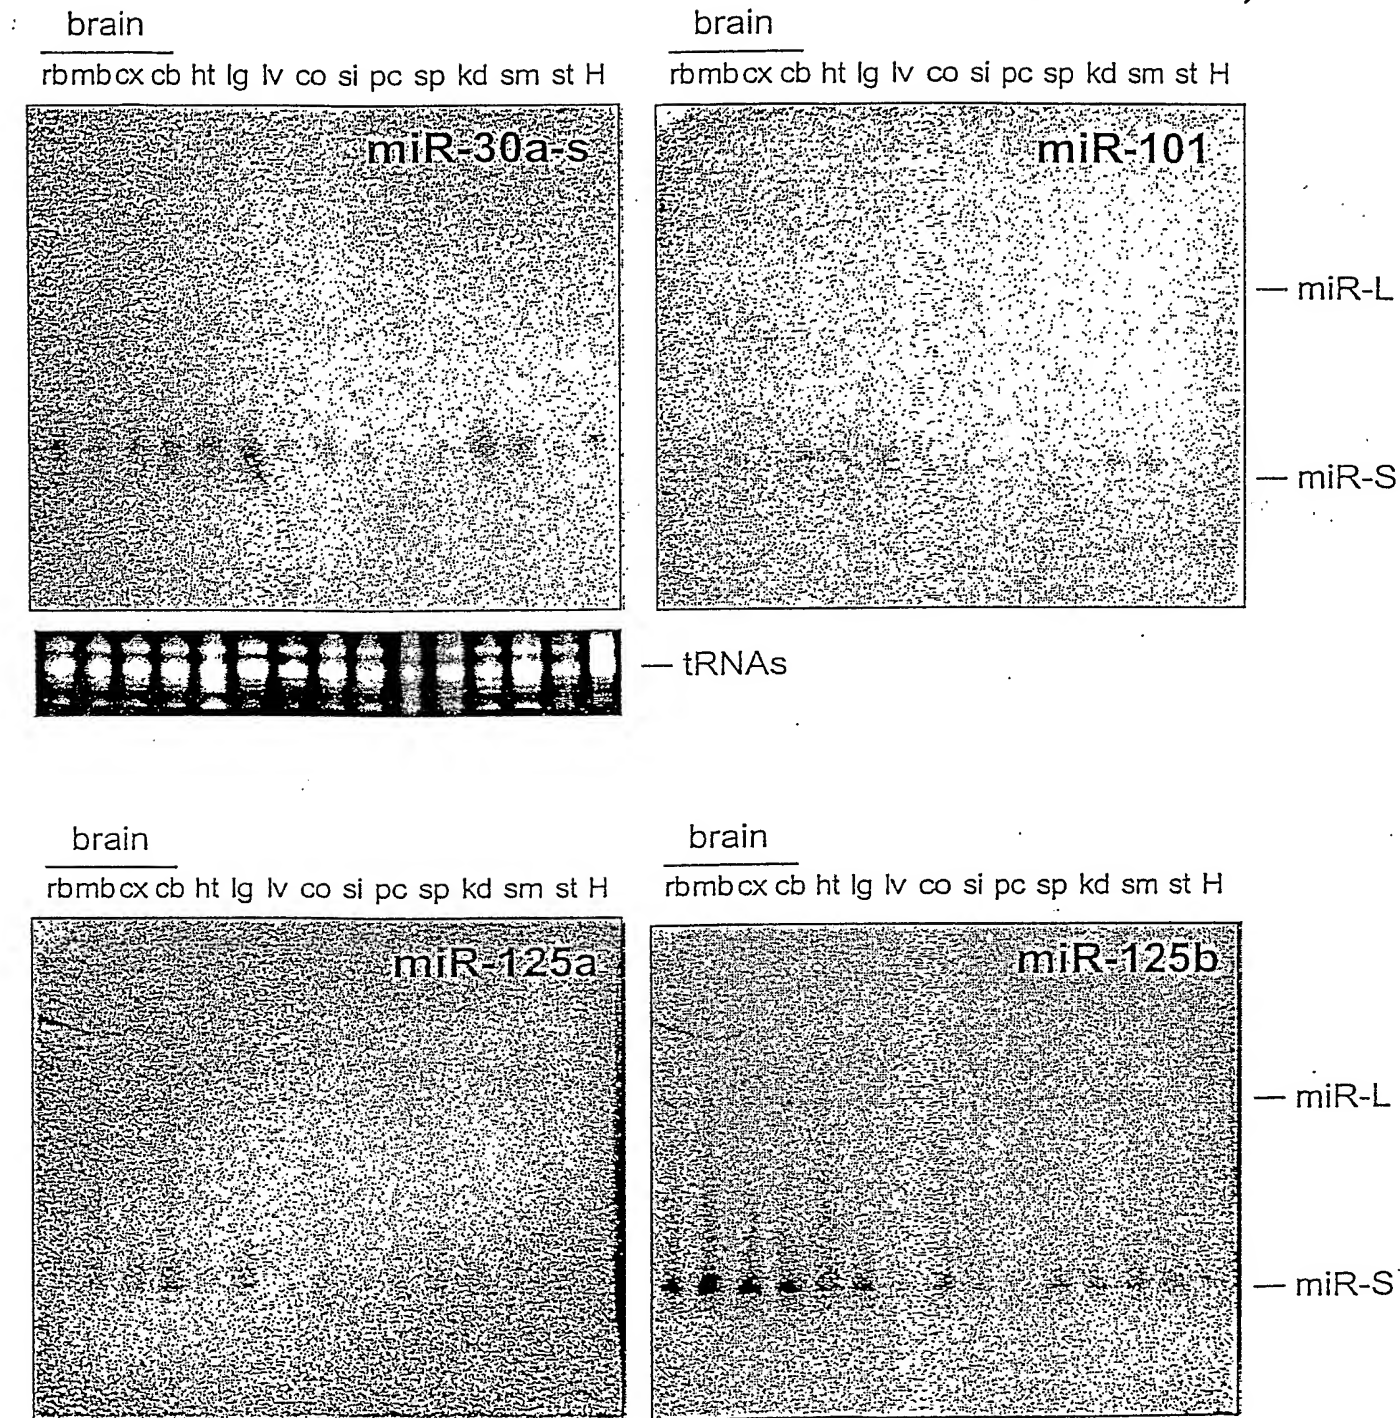 brain brain
rb mb cx cb ht lg lv co si pc sp kd sm st H rb mb cx cb ht lg lv co si pc sp kd sm st H
miR-30a-s miR-101
miR-L
miR-S
tRNAs
brain brain
rb mb cx cb ht lg lv co si pc sp kd sm st H rb mb cx cb ht lg lv co si pc sp kd sm st H
miR-125a miR-125b
miR-L
miR-S